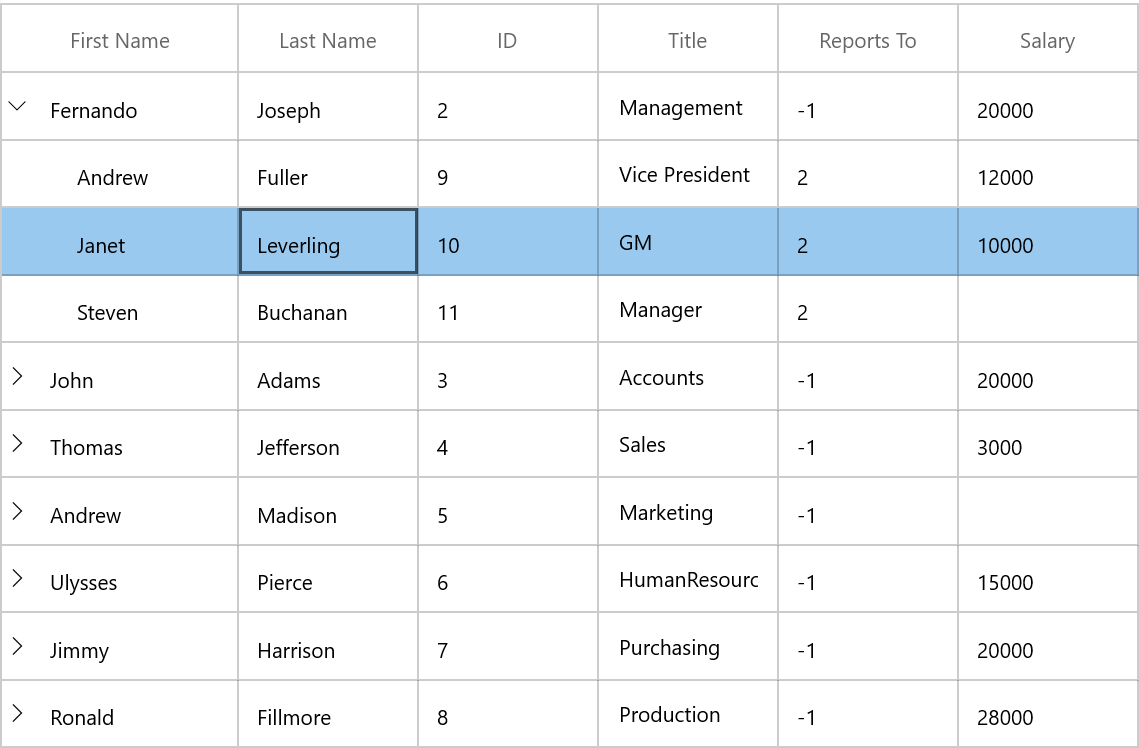 First Name Last Name ID Title Reports To Salary
Fernando Joseph 2 Management -1 20000
Andrew Fuller 9 Vice President 2 12000
Janet Leverling 10 GM 2 10000
Steven Buchanan 11 Manager 2
John Adams 3 Accounts -1 20000
Thomas Jefferson 4 Sales -1 3000
Andrew Madison 5 Marketing -1
Ulysses Pierce 6 HumanResourc -1 15000
Jimmy Harrison 7 Purchasing -1 20000
Ronald Fillmore 8 Production -1 28000